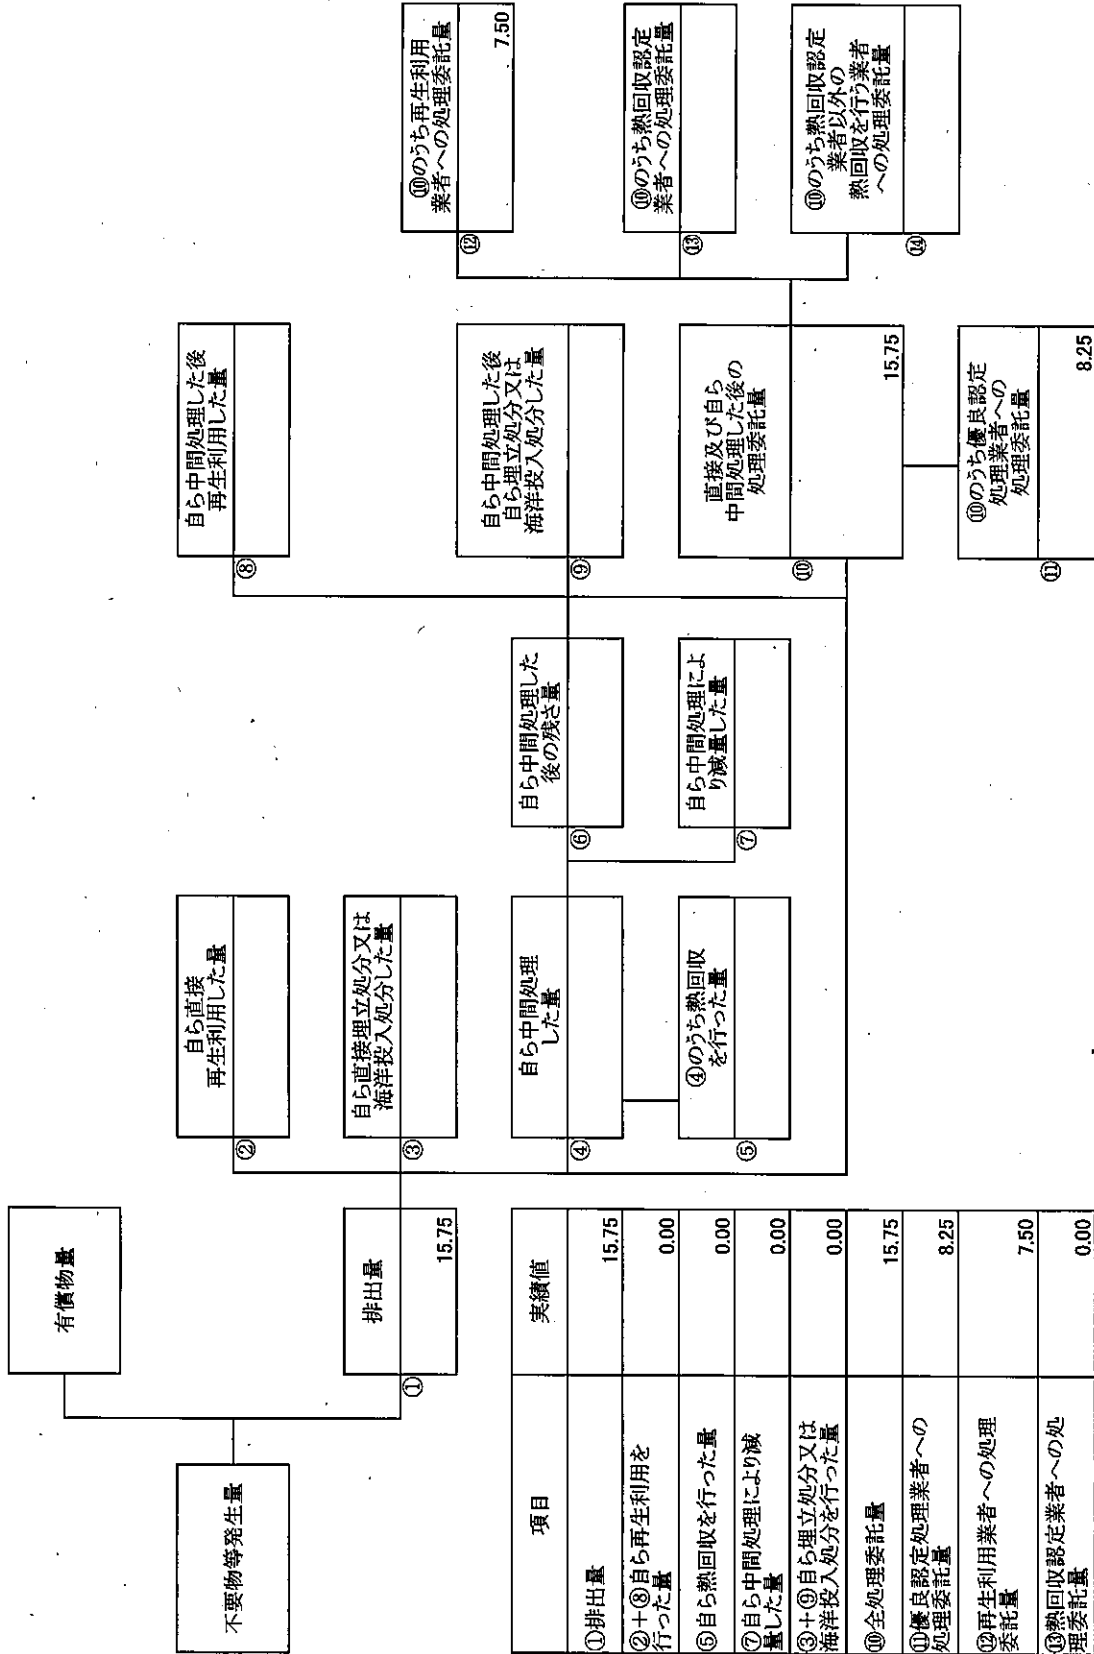 不要物等発生量
有償物量
排出量
①
15.75
自ら直接
再生利用した量
②
自ら直接埋立処分又は
海洋投入処分した量
③
自ら中間処理
した量
④
④のうち熱回収
を行った量
⑤
自ら中間処理した
後の残さ量
⑥
自ら中間処理によ
り減量した量
⑦
自ら中間処理した後
再生利用した量
⑧
自ら中間処理した後
自ら埋立処分又は
海洋投入処分した量
⑨
直接及び自ら
中間処理した後の
処理委託量
⑩
15.75
⑩のうち優良認定
処理業者への
処理委託量
⑪
8.25
⑩のうち再生利用
業者への処理委託量
⑫
7.50
⑩のうち熱回収認定
業者への処理委託量
⑬
⑩のうち熱回収認定
業者以外の
熱回収を行う業者
への処理委託量
⑭
項目 実績値
①排出量 15.75
②+⑧自ら再生利用を
行った量 0.00
⑤自ら熱回収を行った量 0.00
⑦自ら中間処理により減
量した量 0.00
③+⑨自ら埋立処分又は
海洋投入処分を行った量 0.00
⑩全処理委託量 15.75
⑪優良認定処理業者への
処理委託量 8.25
⑫再生利用業者への処理
委託量 7.50
⑬熱回収認定業者への処
理委託量 0.00